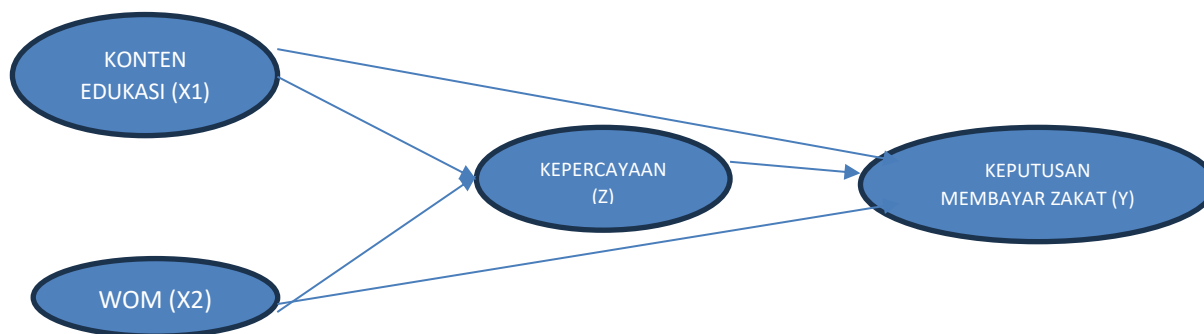 KONTEN
EDUKASI (X1)
KEPERCAYAAN
(Z)
KEPUTUSAN
MEMBAYAR ZAKAT (Y)
WOM (X2)